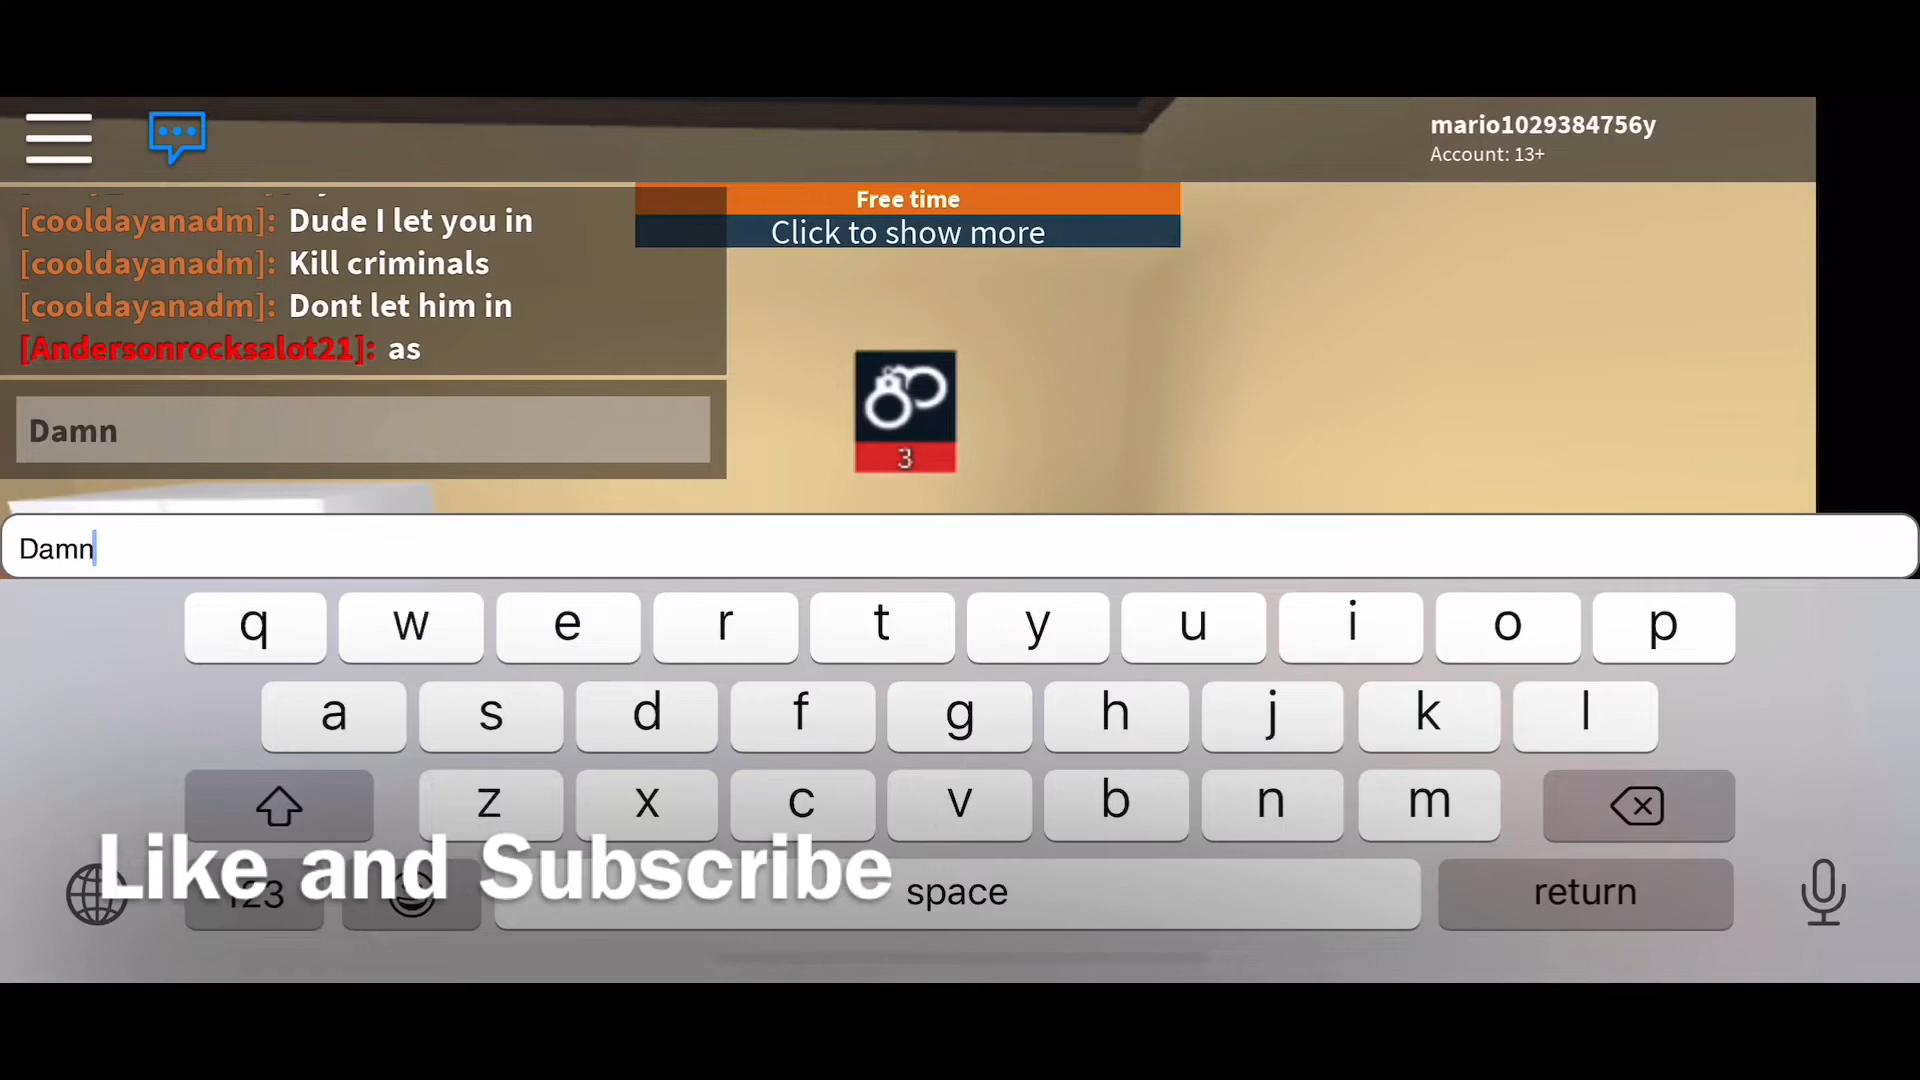 mario1029384756y
Account: 13+
[cooldayanadm]: Dude I let you in
[cooldayanadm]: Kill criminals
[cooldayanadm]: Dont let him in
[Andersonrocksalot21]: as
Free time
Click to show more
3
Damn
Damn
q w e r t y u i o p
a s d f g h j k l
z x c v b n m
123
space
return
Like and Subscribe